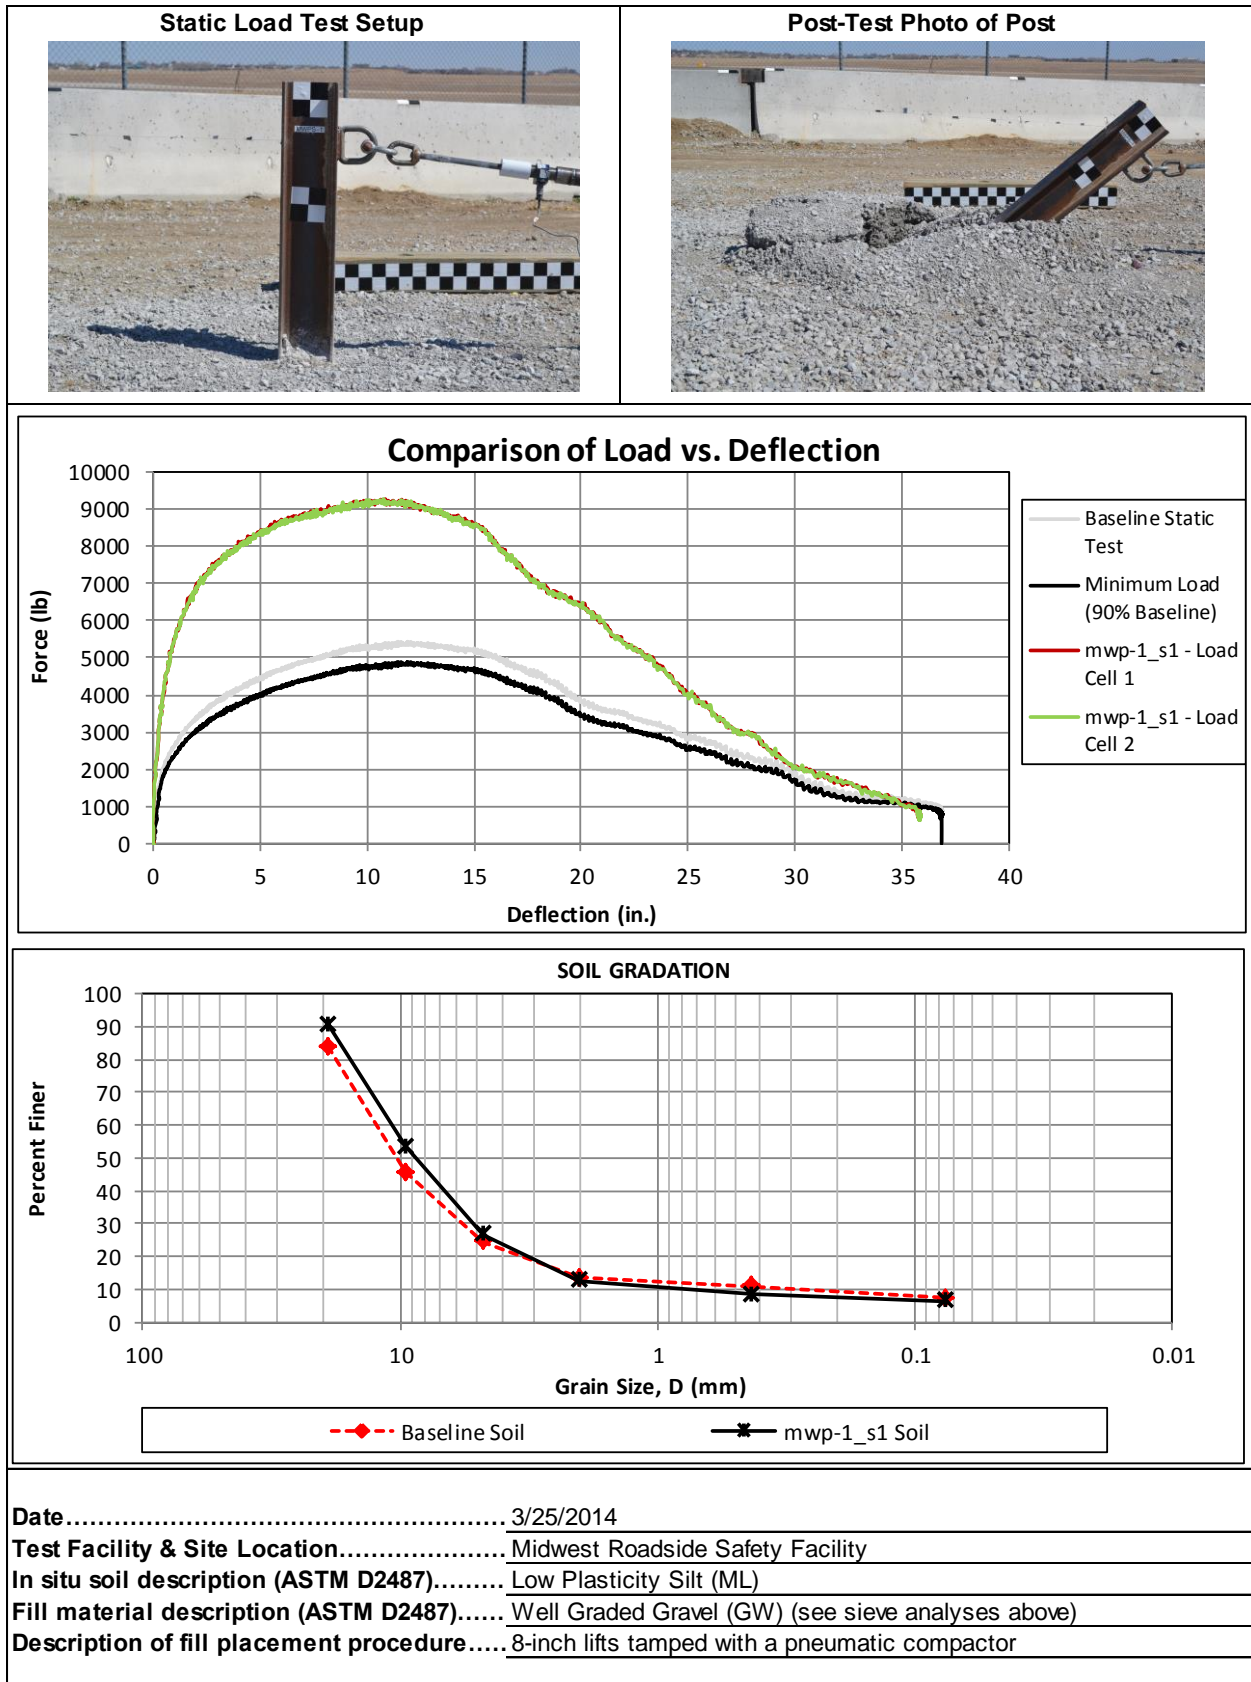 Static Load Test Setup
Post-Test Photo of Post
Comparison of Load vs. Deflection
10000
9000
8000
7000
6000
5000
4000
3000
2000
1000
0
Force (lb)
0 5 10 15 20 25 30 35 40
Deflection (in.)
Baseline Static
Test
Minimum Load
(90% Baseline)
mwp-1_s1 - Load
Cell 1
mwp-1_s1 - Load
Cell 2
SOIL GRADATION
100
90
80
70
60
50
40
30
20
10
0
Percent Finer
100 10 1 0.1 0.01
Grain Size, D (mm)
Baseline Soil
mwp-1_s1 Soil
Date.................................................... 3/25/2014
Test Facility & Site Location.................... Midwest Roadside Safety Facility
In situ soil description (ASTM D2487)........ Low Plasticity Silt (ML)
Fill material description (ASTM D2487)...... Well Graded Gravel (GW) (see sieve analyses above)
Description of fill placement procedure..... 8-inch lifts tamped with a pneumatic compactor